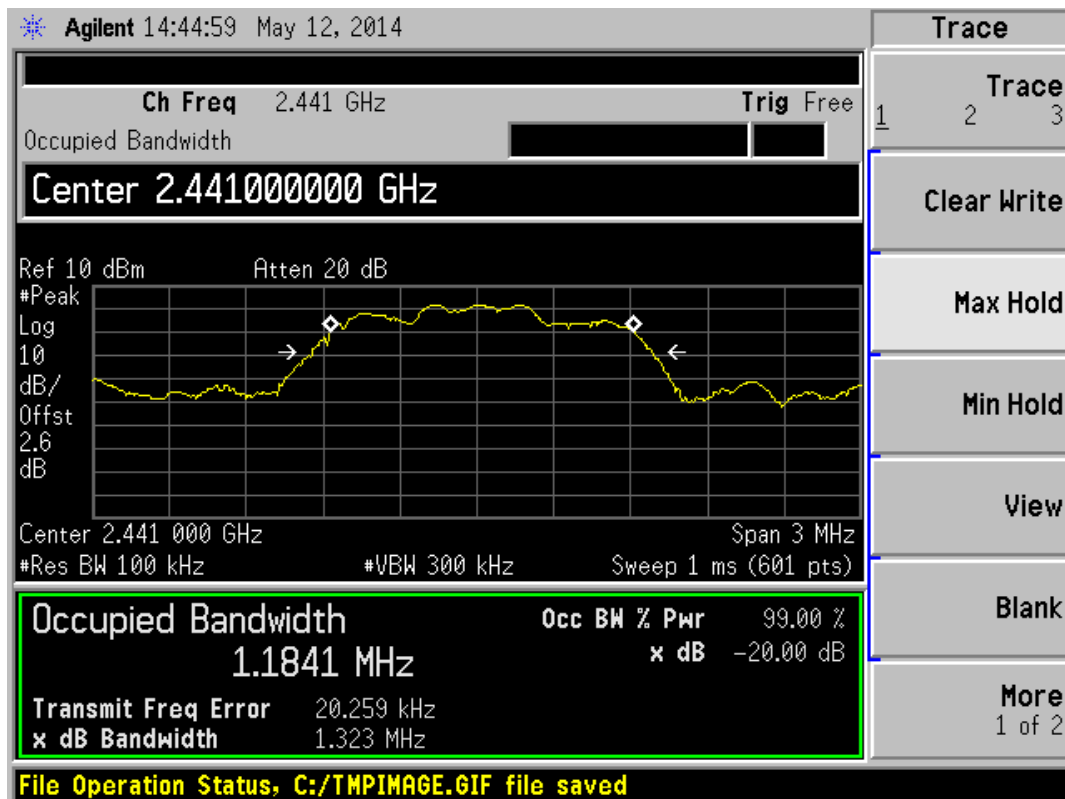 Agilent 14:44:59 May 12, 2014
Trace
Ch Freq 2.441 GHz Trig Free
Occupied Bandwidth
Center 2.441000000 GHz
Ref 10 dBm Atten 20 dB
#Peak
Log
10
dB/
Offst
2.6
dB
Center 2.441 000 GHz Span 3 MHz
#Res BW 100 kHz #VBW 300 kHz Sweep 1 ms (601 pts)
Occupied Bandwidth Occ BW % Pwr 99.00 %
1.1841 MHz x dB -20.00 dB
Transmit Freq Error 20.259 kHz
x dB Bandwidth 1.323 MHz
File Operation Status, C:/TMPIMAGE.GIF file saved
Trace
1 2 3
Clear Write
Max Hold
Min Hold
View
Blank
More
1 of 2